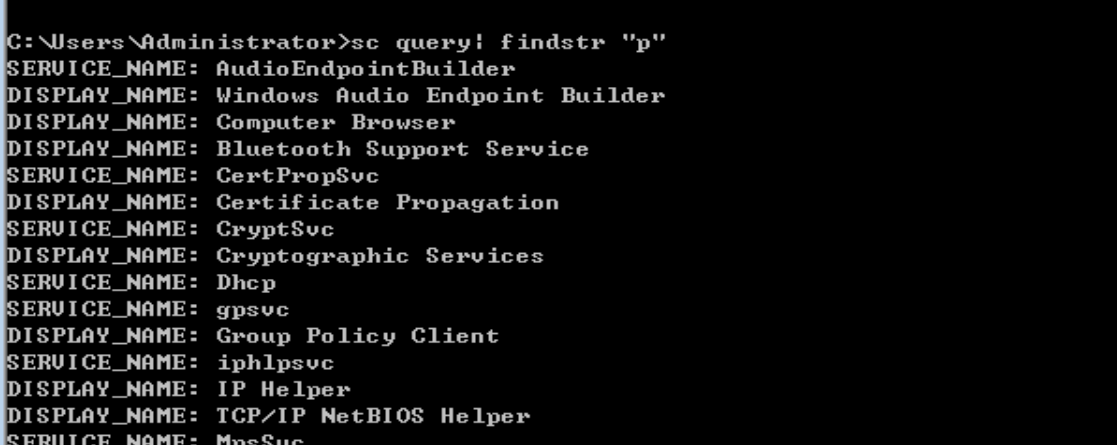 C:\Users\Administrator>sc query| findstr "p"
SERVICE_NAME: AudioEndpointBuilder
DISPLAY_NAME: Windows Audio Endpoint Builder
DISPLAY_NAME: Computer Browser
DISPLAY_NAME: Bluetooth Support Service
SERVICE_NAME: CertPropSvc
DISPLAY_NAME: Certificate Propagation
SERVICE_NAME: CryptSvc
DISPLAY_NAME: Cryptographic Services
SERVICE_NAME: Dhcp
SERVICE_NAME: gpsvc
DISPLAY_NAME: Group Policy Client
SERVICE_NAME: iphlpsvc
DISPLAY_NAME: IP Helper
DISPLAY_NAME: TCP/IP NetBIOS Helper
SERVICE_NAME: MpsSvc